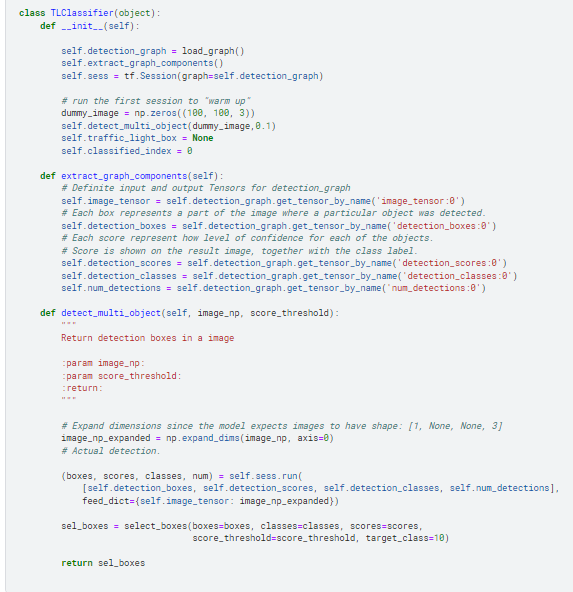 class TLClassifier(object):
    def __init__(self):

        self.detection_graph = load_graph()
        self.extract_graph_components()
        self.sess = tf.Session(graph=self.detection_graph)

        # run the first session to "warm up"
        dummy_image = np.zeros((100, 100, 3))
        self.detect_multi_object(dummy_image,0.1)
        self.traffic_light_box = None
        self.classified_index = 0

    def extract_graph_components(self):
        # Definite input and output Tensors for detection_graph
        self.image_tensor = self.detection_graph.get_tensor_by_name('image_tensor:0')
        # Each box represents a part of the image where a particular object was detected.
        self.detection_boxes = self.detection_graph.get_tensor_by_name('detection_boxes:0')
        # Each score represent how level of confidence for each of the objects.
        # Score is shown on the result image, together with the class label.
        self.detection_scores = self.detection_graph.get_tensor_by_name('detection_scores:0')
        self.detection_classes = self.detection_graph.get_tensor_by_name('detection_classes:0')
        self.num_detections = self.detection_graph.get_tensor_by_name('num_detections:0')

    def detect_multi_object(self, image_np, score_threshold):
        """
        Return detection boxes in a image

        :param image_np:
        :param score_threshold:
        :return:
        """

        # Expand dimensions since the model expects images to have shape: [1, None, None, 3]
        image_np_expanded = np.expand_dims(image_np, axis=0)
        # Actual detection.

        (boxes, scores, classes, num) = self.sess.run(
            [self.detection_boxes, self.detection_scores, self.detection_classes, self.num_detections],
            feed_dict={self.image_tensor: image_np_expanded})

        sel_boxes = select_boxes(boxes=boxes, classes=classes, scores=scores,
                                 score_threshold=score_threshold, target_class=10)

        return sel_boxes